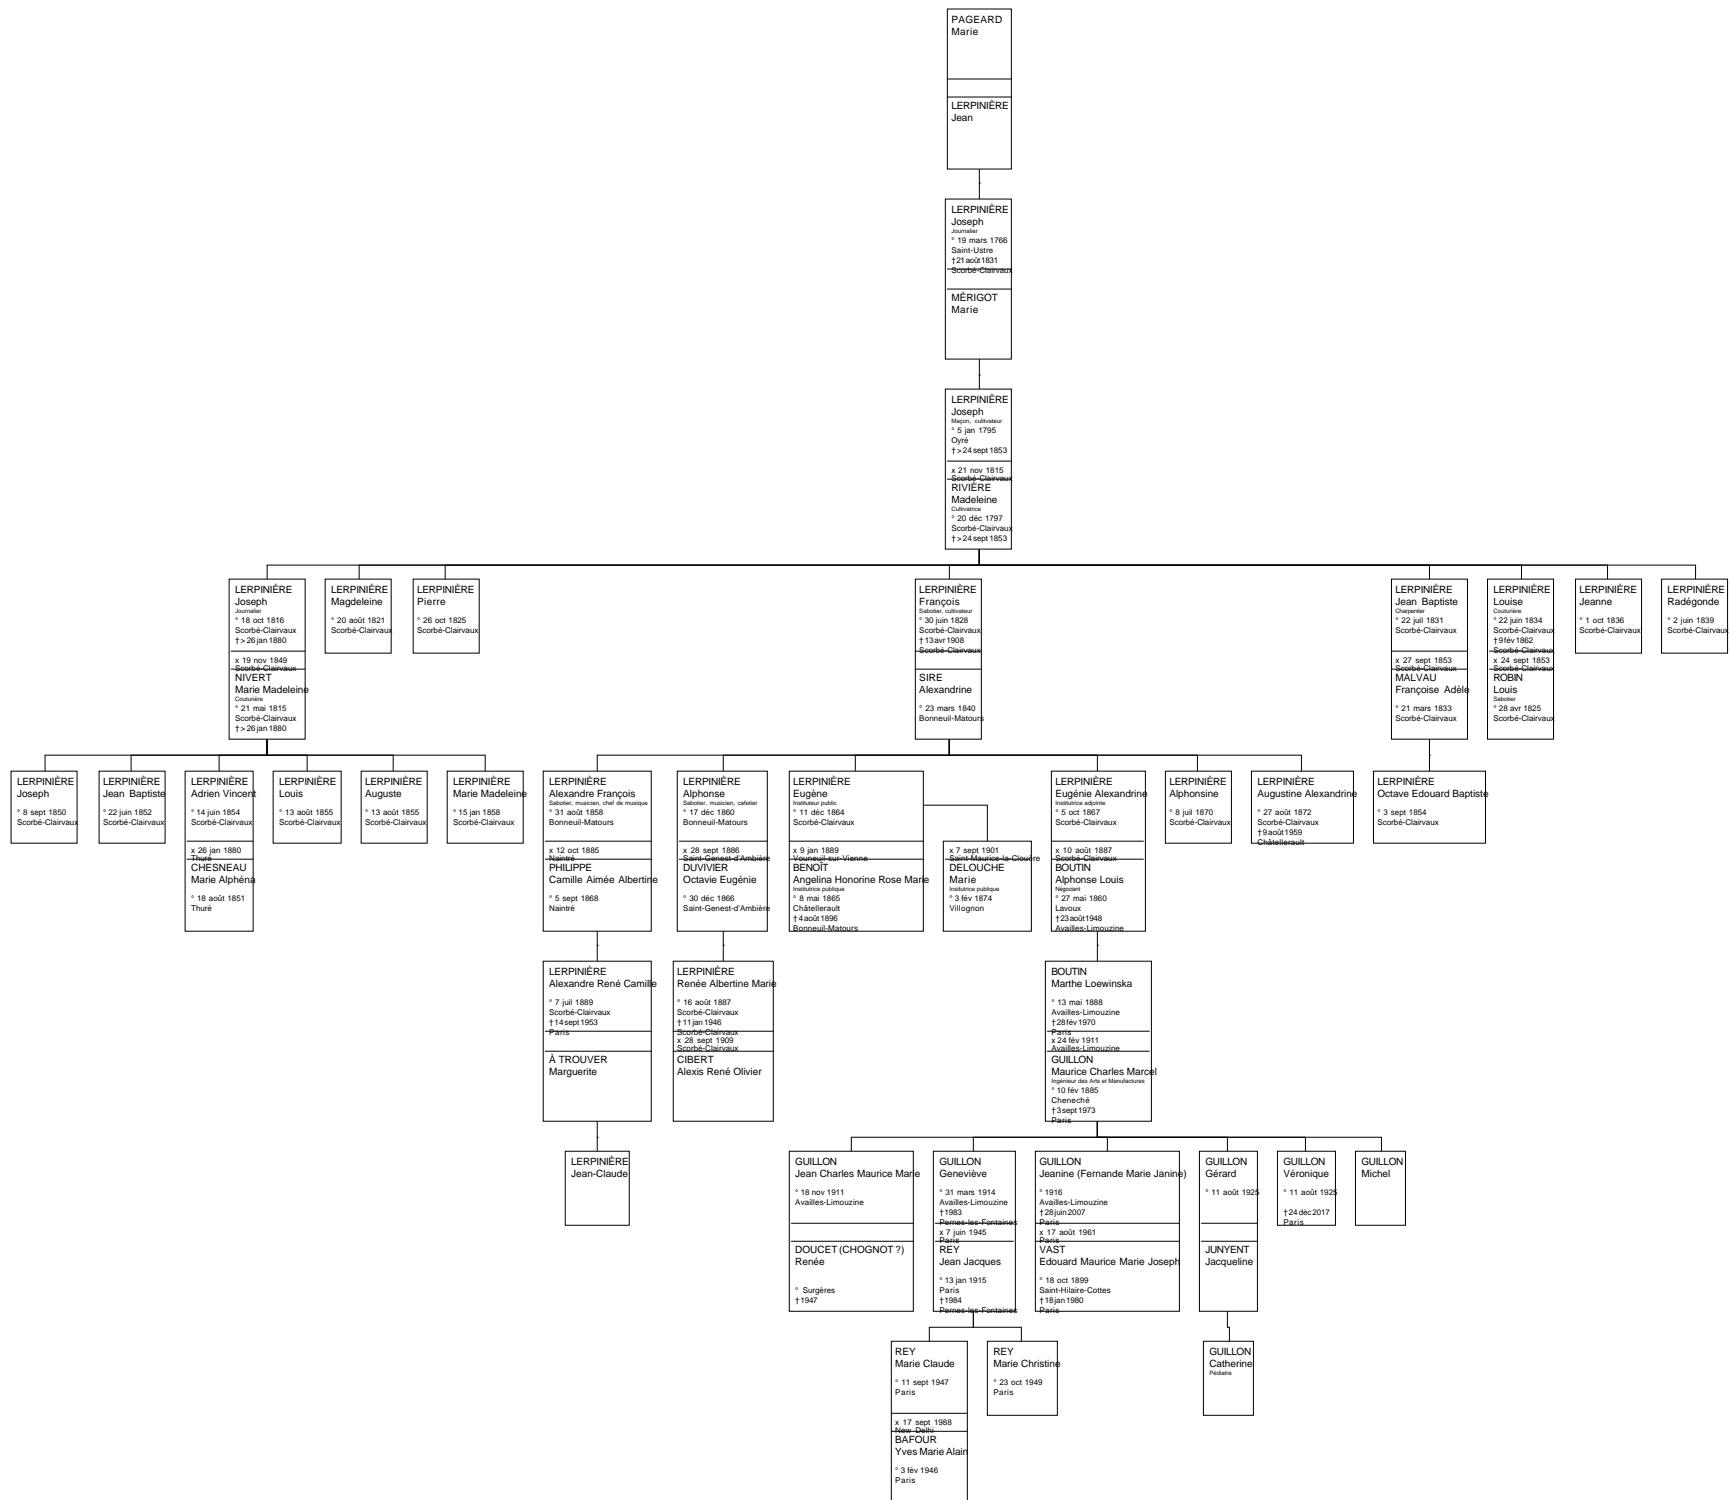 PAGEARD
Marie
LERPINIÈRE
Jean
LERPINIÈRE
Joseph
Journalier
° 19 mars 1766
Saint-Ustre
† 21 août 1831
Scorbé-Clairvaux
MÉRIGOT
Marie
LERPINIÈRE
Joseph
Maçon, cultivateur
° 5 jan 1795
Oyré
† > 24 sept 1853
x 21 nov 1815
Scorbé-Clairvaux
RIVIÈRE
Madeleine
Cultivatrice
° 20 déc 1797
Scorbé-Clairvaux
† > 24 sept 1853
LERPINIÈRE
Joseph
Journalier
° 18 oct 1816
Scorbé-Clairvaux
† > 26 jan 1880
x 19 nov 1849
Scorbé-Clairvaux
NIVERT
Marie Madeleine
Couturière
° 21 mai 1815
Scorbé-Clairvaux
† > 26 jan 1880
LERPINIÈRE
Magdeleine
° 20 août 1821
Scorbé-Clairvaux
LERPINIÈRE
Pierre
° 26 oct 1825
Scorbé-Clairvaux
LERPINIÈRE
François
Sabotier, cultivateur
° 30 juin 1828
Scorbé-Clairvaux
† 13 avr 1908
Scorbé-Clairvaux
SIRE
Alexandrine
° 23 mars 1840
Bonneuil-Matours
LERPINIÈRE
Jean Baptiste
Charpentier
° 22 juil 1831
Scorbé-Clairvaux
x 27 sept 1853
Scorbé-Clairvaux
MALVAU
Françoise Adèle
° 21 mars 1833
Scorbé-Clairvaux
LERPINIÈRE
Louise
Couturière
° 22 juin 1834
Scorbé-Clairvaux
† 9 fév 1862
Scorbé-Clairvaux
x 24 sept 1853
Scorbé-Clairvaux
ROBIN
Louis
Sabotier
° 28 avr 1825
Scorbé-Clairvaux
LERPINIÈRE
Jeanne
° 1 oct 1836
Scorbé-Clairvaux
LERPINIÈRE
Radégonde
° 2 juin 1839
Scorbé-Clairvaux
LERPINIÈRE
Joseph
° 8 sept 1850
Scorbé-Clairvaux
LERPINIÈRE
Jean Baptiste
° 22 juin 1852
Scorbé-Clairvaux
LERPINIÈRE
Adrien Vincent
° 14 juin 1854
Scorbé-Clairvaux
x 26 jan 1880
Thuré
CHESNEAU
Marie Alphéna
° 18 août 1851
Thuré
LERPINIÈRE
Louis
° 13 août 1855
Scorbé-Clairvaux
LERPINIÈRE
Auguste
° 13 août 1855
Scorbé-Clairvaux
LERPINIÈRE
Marie Madeleine
° 15 jan 1858
Scorbé-Clairvaux
LERPINIÈRE
Alexandre François
Sabotier, musicien, chef de musique
° 31 août 1858
Bonneuil-Matours
x 12 oct 1885
Naintré
PHILIPPE
Camille Aimée Albertine
° 5 sept 1868
Naintré
LERPINIÈRE
Alphonse
Sabotier, musicien, cafetier
° 17 déc 1860
Bonneuil-Matours
x 28 sept 1886
Saint-Genest-d'Ambière
DUVIVIER
Octavie Eugénie
° 30 déc 1866
Saint-Genest-d'Ambière
LERPINIÈRE
Eugène
Instituteur public
° 11 déc 1864
Scorbé-Clairvaux
x 9 jan 1889
Vouneuil-sur-Vienne
BENOÎT
Angelina Honorine Rose Marie
Institutrice publique
° 8 mai 1865
Châtellerault
† 4 août 1896
Bonneuil-Matours
x 7 sept 1901
Saint-Maurice-la-Clouère
DELOUCHE
Marie
Insitutrice publique
° 3 fév 1874
Villognon
LERPINIÈRE
Eugénie Alexandrine
Institutrice adjointe
° 5 oct 1867
Scorbé-Clairvaux
x 10 août 1887
Scorbé-Clairvaux
BOUTIN
Alphonse Louis
Négociant
° 27 mai 1860
Lavoux
† 23 août 1948
Availles-Limouzine
LERPINIÈRE
Alphonsine
° 8 juil 1870
Scorbé-Clairvaux
LERPINIÈRE
Augustine Alexandrine
° 27 août 1872
Scorbé-Clairvaux
† 9 août 1959
Châtellerault
LERPINIÈRE
Octave Edouard Baptiste
° 3 sept 1854
Scorbé-Clairvaux
LERPINIÈRE
Alexandre René Camille
° 7 juil 1889
Scorbé-Clairvaux
† 14 sept 1953
Paris
À TROUVER
Marguerite
LERPINIÈRE
Renée Albertine Marie
° 16 août 1887
Scorbé-Clairvaux
† 11 jan 1946
Scorbé-Clairvaux
x 28 sept 1909
Scorbé-Clairvaux
CIBERT
Alexis René Olivier
BOUTIN
Marthe Loewinska
° 13 mai 1888
Availles-Limouzine
† 28 fév 1970
Paris
x 24 fév 1911
Availles-Limouzine
GUILLON
Maurice Charles Marcel
Ingénieur des Arts et Manufactures
° 10 fév 1885
Cheneché
† 3 sept 1973
Paris
LERPINIÈRE
Jean-Claude
GUILLON
Jean Charles Maurice Marie
° 18 nov 1911
Availles-Limouzine
DOUCET (CHOGNOT ?)
Renée
° Surgères
† 1947
GUILLON
Geneviève
° 31 mars 1914
Availles-Limouzine
† 1983
Pernes-les-Fontaines
x 7 juin 1945
Paris
REY
Jean Jacques
° 13 jan 1915
Paris
† 1984
Pernes-les-Fontaines
GUILLON
Jeanine (Fernande Marie Janine)
° 1916
Availles-Limouzine
† 28 juin 2007
Paris
x 17 août 1961
Paris
VAST
Edouard Maurice Marie Joseph
° 18 oct 1899
Saint-Hilaire-Cottes
† 18 jan 1980
Paris
GUILLON
Gérard
° 11 août 1925
JUNYENT
Jacqueline
GUILLON
Véronique
° 11 août 1925
† 24 déc 2017
Paris
GUILLON
Michel
REY
Marie Claude
° 11 sept 1947
Paris
x 17 sept 1988
New Delhi
BAFOUR
Yves Marie Alain
° 3 fév 1946
Paris
REY
Marie Christine
° 23 oct 1949
Paris
GUILLON
Catherine
Pédiatre